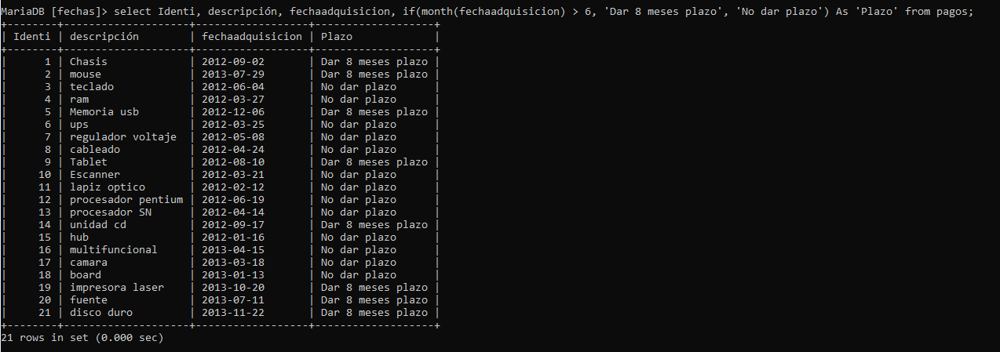 MariaDB [fechas]> select Identi, descripción, fechaadquisicion, if(month(fechaadquisicion) > 6, 'Dar 8 meses plazo', 'No dar plazo') As 'Plazo' from pagos;
+--------+--------------------+------------------+-------------------+
| Identi | descripción        | fechaadquisicion | Plazo             |
+--------+--------------------+------------------+-------------------+
|      1 | Chasis             | 2012-09-02       | Dar 8 meses plazo |
|      2 | mouse              | 2013-07-29       | Dar 8 meses plazo |
|      3 | teclado            | 2012-06-04       | No dar plazo      |
|      4 | ram                | 2012-03-27       | No dar plazo      |
|      5 | Memoria usb        | 2012-12-06       | Dar 8 meses plazo |
|      6 | ups                | 2012-03-25       | No dar plazo      |
|      7 | regulador voltaje  | 2012-05-08       | No dar plazo      |
|      8 | cableado           | 2012-04-24       | No dar plazo      |
|      9 | Tablet             | 2012-08-10       | Dar 8 meses plazo |
|     10 | Escanner           | 2012-03-21       | No dar plazo      |
|     11 | lapiz optico       | 2012-02-12       | No dar plazo      |
|     12 | procesador pentium | 2012-06-19       | No dar plazo      |
|     13 | procesador SN      | 2012-04-14       | No dar plazo      |
|     14 | unidad cd          | 2012-09-17       | Dar 8 meses plazo |
|     15 | hub                | 2012-01-16       | No dar plazo      |
|     16 | multifuncional     | 2013-04-15       | No dar plazo      |
|     17 | camara             | 2013-03-18       | No dar plazo      |
|     18 | board              | 2013-01-13       | No dar plazo      |
|     19 | impresora laser    | 2013-10-20       | Dar 8 meses plazo |
|     20 | fuente             | 2013-07-11       | Dar 8 meses plazo |
|     21 | disco duro         | 2013-11-22       | Dar 8 meses plazo |
+--------+--------------------+------------------+-------------------+
21 rows in set (0.000 sec)